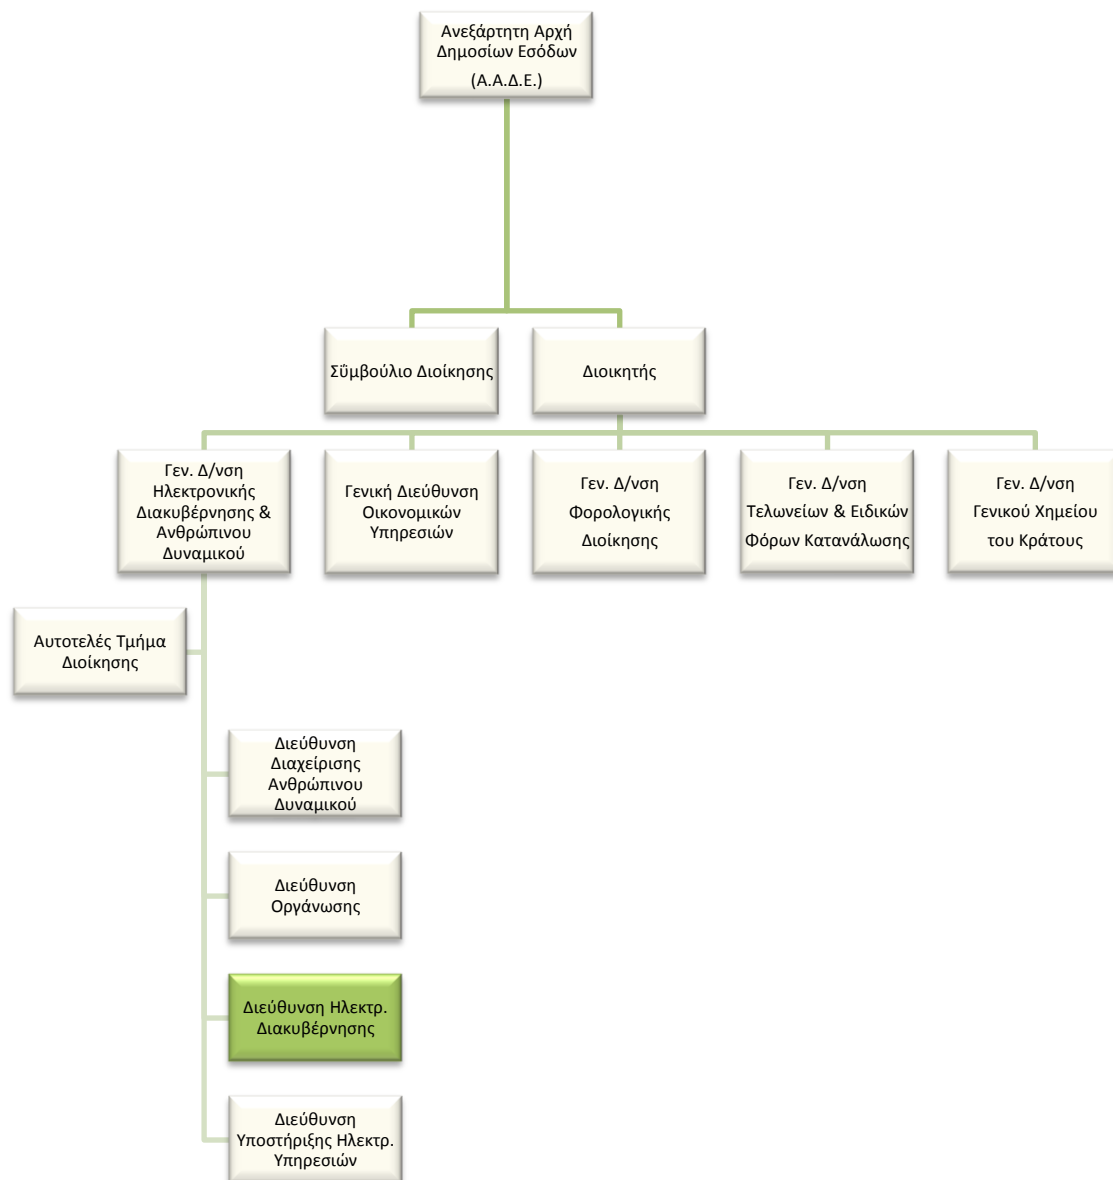 Ανεξάρτητη Αρχή
Δημοσίων Εσόδων
(Α.Α.Δ.Ε.)
Σΰμβούλιο Διοίκησης
Διοικητής
Γεν. Δ/νση
Ηλεκτρονικής
Διακυβέρνησης &
Ανθρώπινου
Δυναμικού
Γενική Διεύθυνση
Οικονομικών
Υπηρεσιών
Γεν. Δ/νση
Φορολογικής
Διοίκησης
Γεν. Δ/νση
Τελωνείων & Ειδικών
Φόρων Κατανάλωσης
Γεν. Δ/νση
Γενικού Χημείου
του Κράτους
Αυτοτελές Τμήμα
Διοίκησης
Διεύθυνση
Διαχείρισης
Ανθρώπινου
Δυναμικού
Διεύθυνση
Οργάνωσης
Διεύθυνση Ηλεκτρ.
Διακυβέρνησης
Διεύθυνση
Υποστήριξης Ηλεκτρ.
Υπηρεσιών